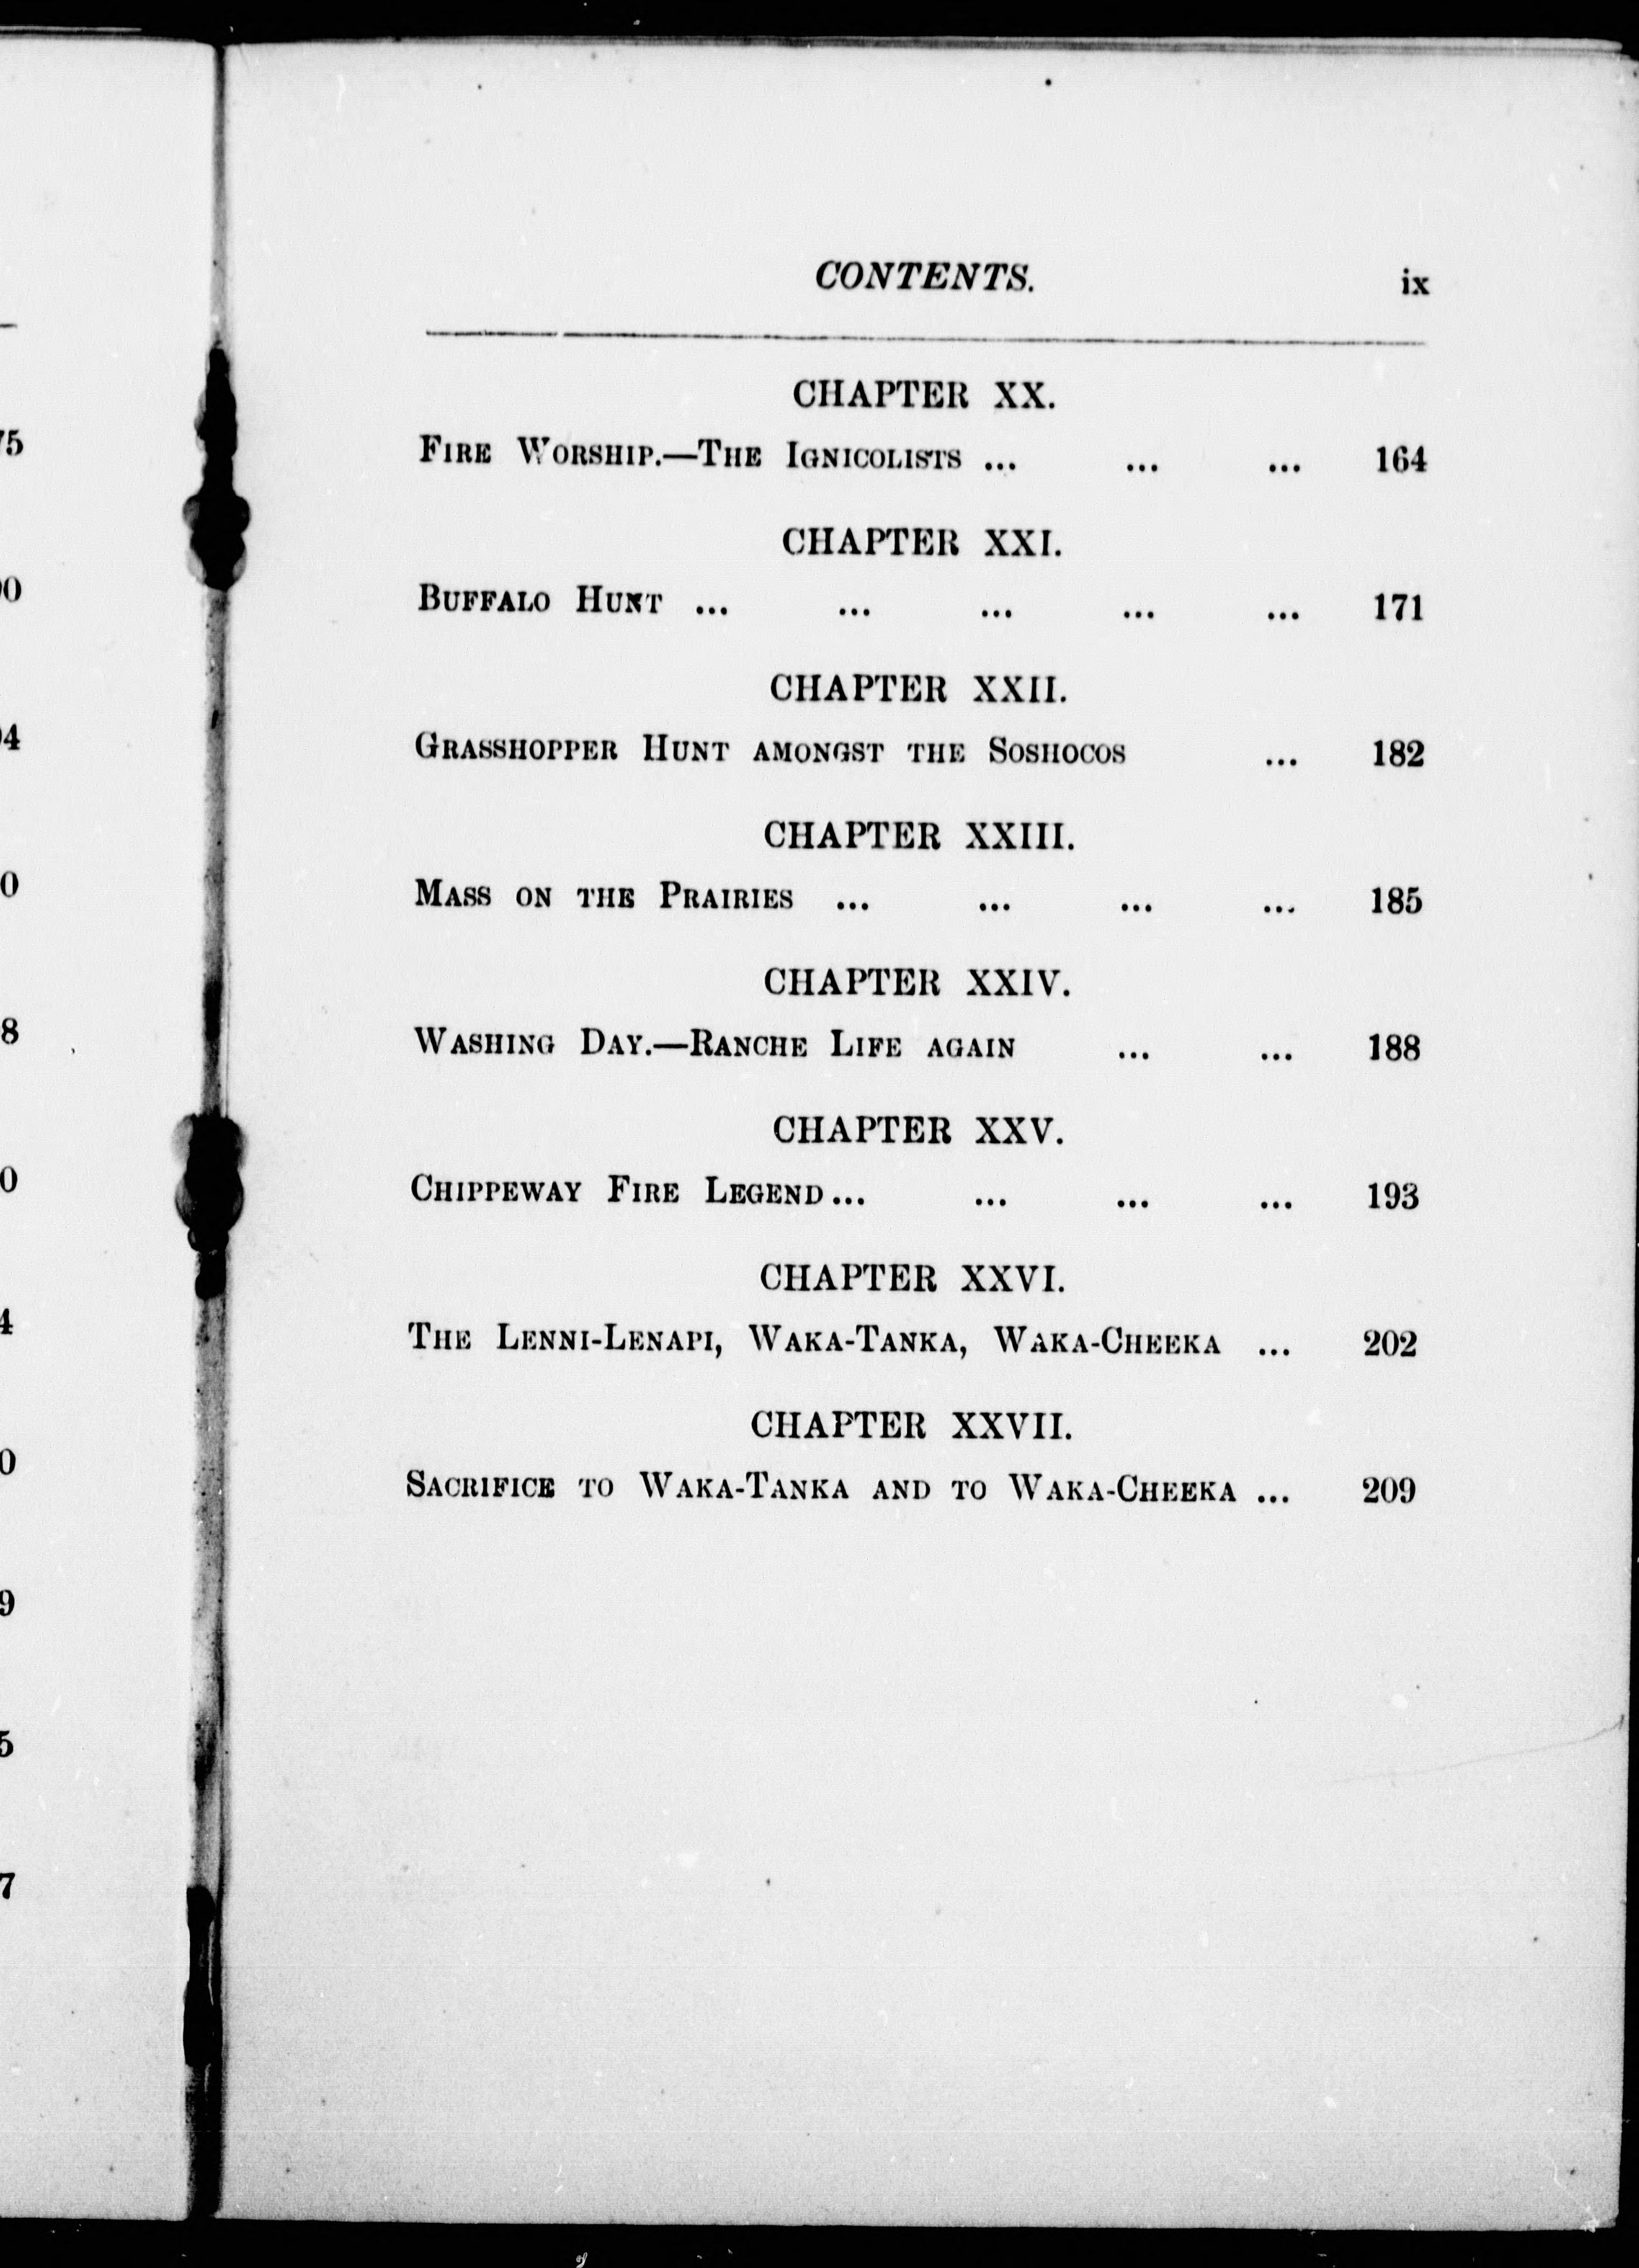 CONTENTS. ix
CHAPTER XX.
FIRE WORSHIP.—THE IGNICOLISTS ... ... ... 164
CHAPTER XXI.
BUFFALO HUNT ... ... ... ... ... 171
CHAPTER XXII.
GRASSHOPPER HUNT AMONGST THE SOSHOCOS ... 182
CHAPTER XXIII.
MASS ON THE PRAIRIES ... ... ... ... 185
CHAPTER XXIV.
WASHING DAY.—RANCHE LIFE AGAIN ... ... 188
CHAPTER XXV.
CHIPPEWAY FIRE LEGEND... ... ... ... 193
CHAPTER XXVI.
THE LENNI-LENAPI, WAKA-TANKA, WAKA-CHEEKA ... 202
CHAPTER XXVII.
SACRIFICE TO WAKA-TANKA AND TO WAKA-CHEEKA ... 209